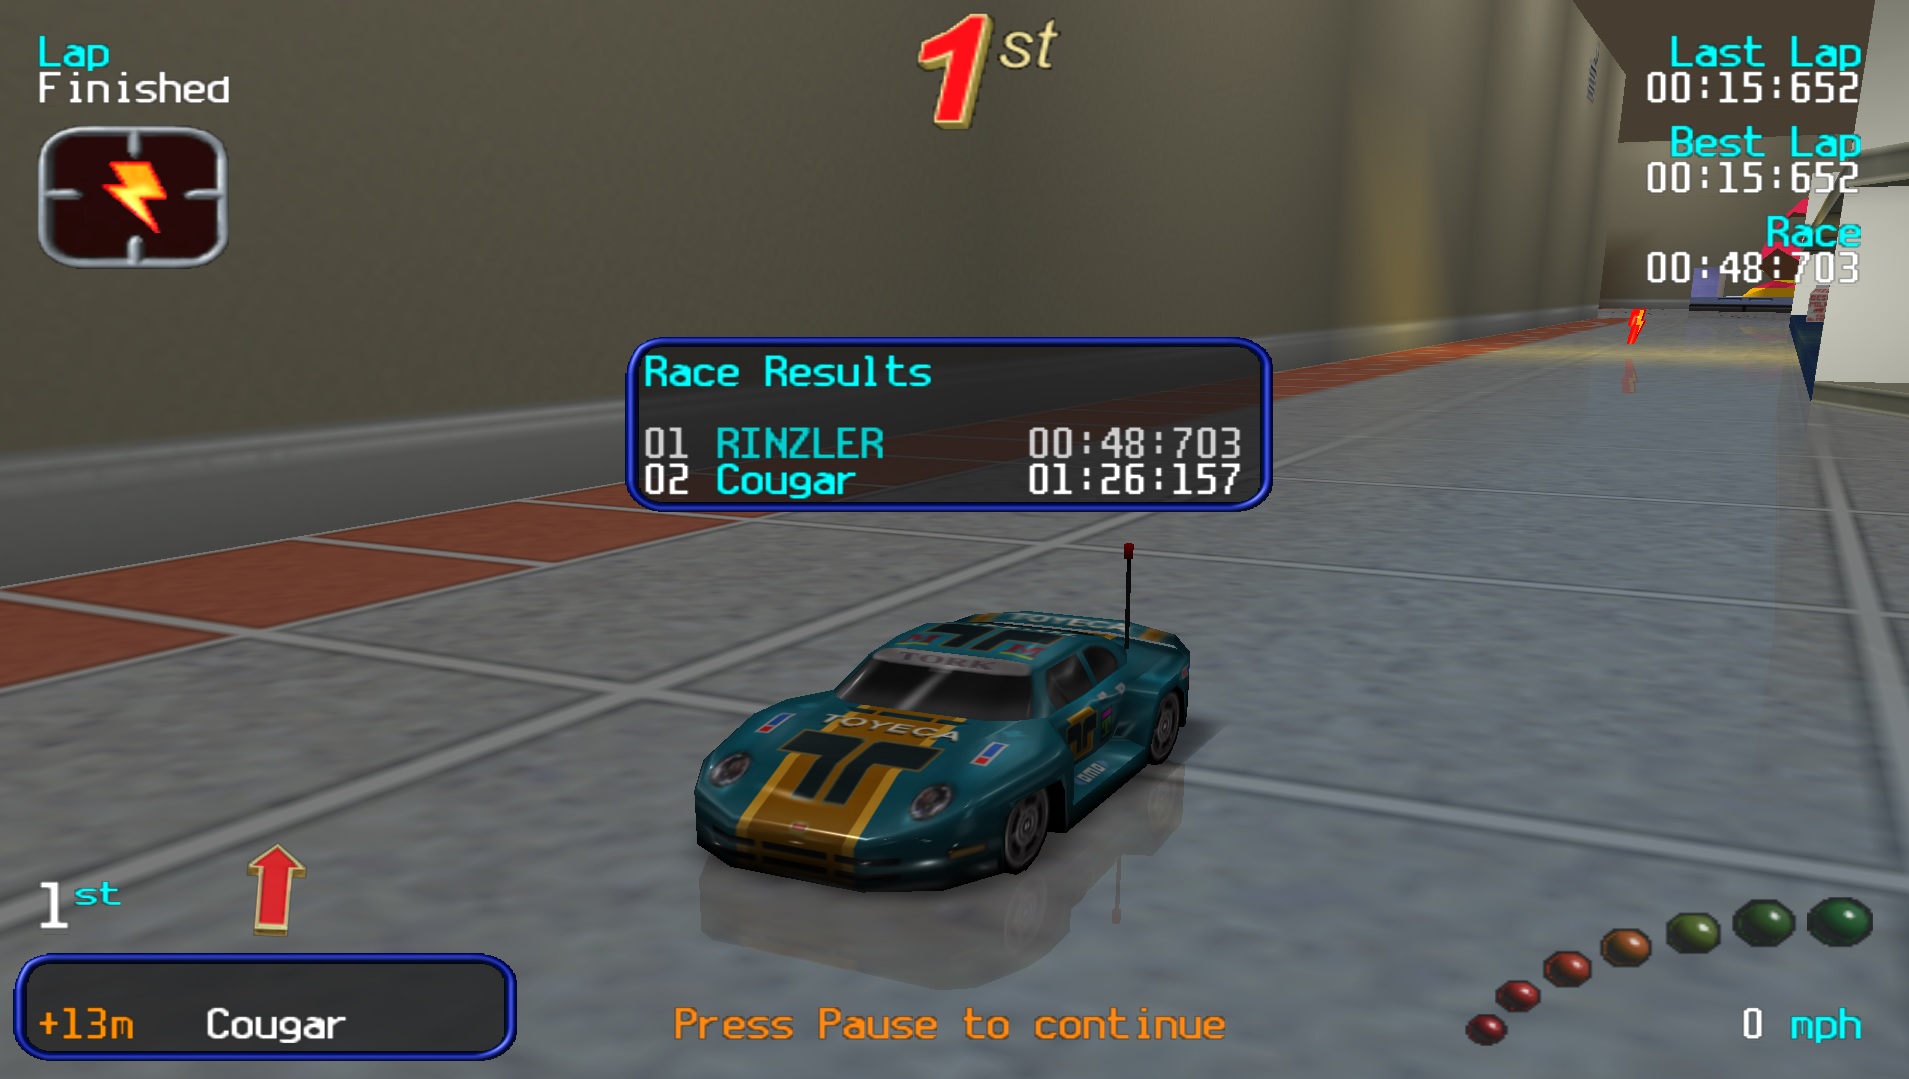 Lap
Finished
1st
Last Lap
00:15:652
Best Lap
00:15:652
Race
00:48:703
Race Results
01 RINZLER 00:48:703
02 Cougar 01:26:157
TOYECA
TORK
TOYECA
1st
+13m Cougar
Press Pause to continue
0 mph